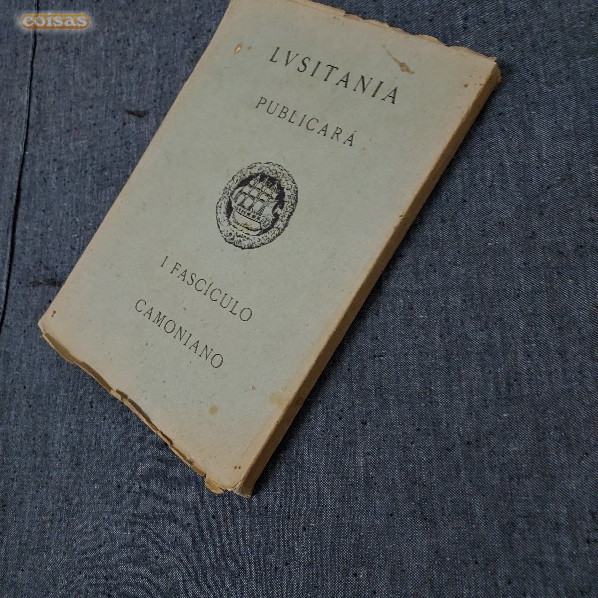 coisas
LVSITANIA
PUBLICARÁ
I FASCÍCULO
CAMONIANO